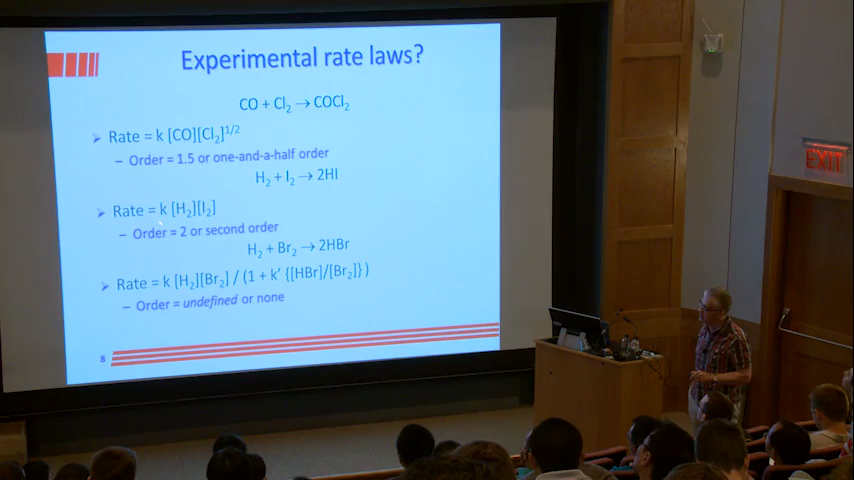 Experimental rate laws?
CO + Cl₂ → COCl₂
➢ Rate = k [CO][Cl₂]^1/2
– Order = 1.5 or one-and-a-half order
H₂ + I₂ → 2HI
➢ Rate = k [H₂][I₂]
– Order = 2 or second order
H₂ + Br₂ → 2HBr
➢ Rate = k [H₂][Br₂] / (1 + k′ {[HBr]/[Br₂]} )
– Order = undefined or none
8
EXIT